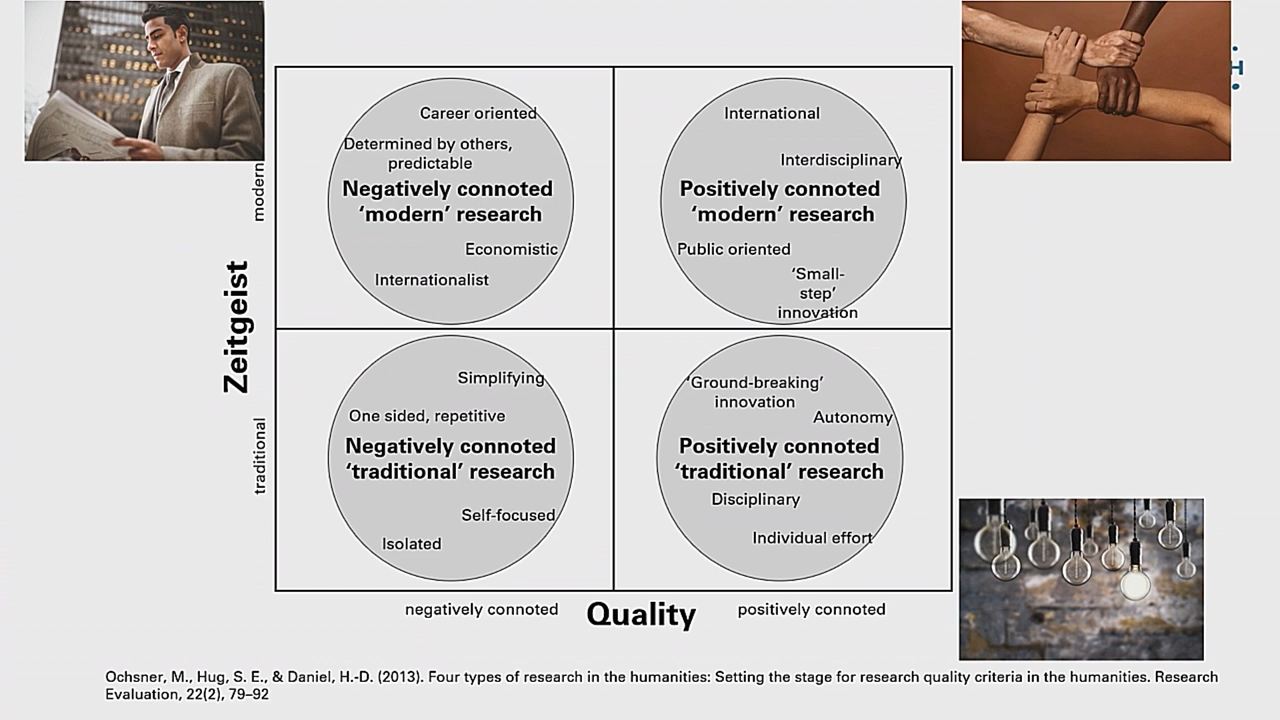 H
modern
Zeitgeist
traditional
Career oriented
Determined by others,
predictable
Negatively connoted
‘modern’ research
Economistic
Internationalist
International
Interdisciplinary
Positively connoted
‘modern’ research
Public oriented
‘Small-
step’
innovation
Simplifying
One sided, repetitive
Negatively connoted
‘traditional’ research
Self-focused
Isolated
‘Ground-breaking’
innovation
Autonomy
Positively connoted
‘traditional’ research
Disciplinary
Individual effort
negatively connoted
Quality
positively connoted
Ochsner, M., Hug, S. E., & Daniel, H.-D. (2013). Four types of research in the humanities: Setting the stage for research quality criteria in the humanities. Research
Evaluation, 22(2), 79–92